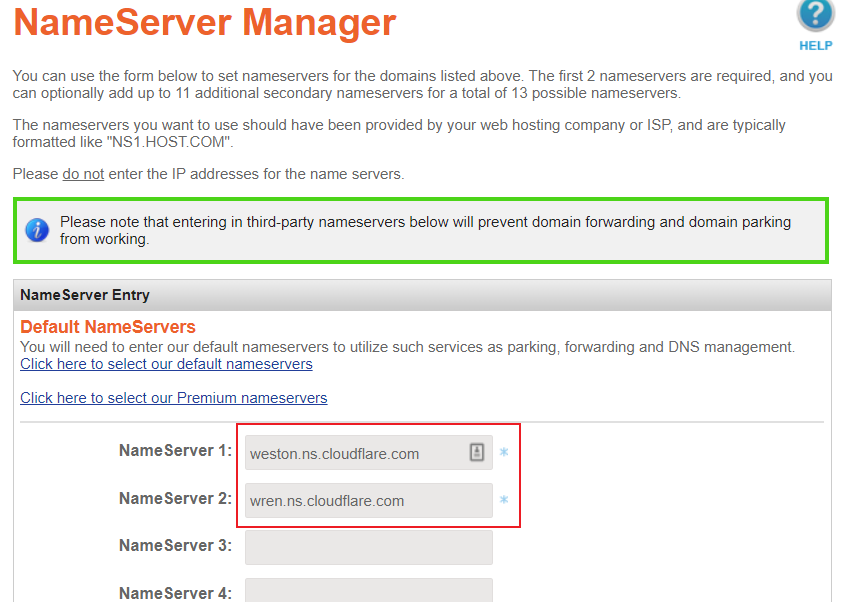 NameServer Manager
?
HELP
You can use the form below to set nameservers for the domains listed above. The first 2 nameservers are required, and you
can optionally add up to 11 additional secondary nameservers for a total of 13 possible nameservers.
The nameservers you want to use should have been provided by your web hosting company or ISP, and are typically
formatted like "NS1.HOST.COM".
Please do not enter the IP addresses for the name servers.
i
Please note that entering in third-party nameservers below will prevent domain forwarding and domain parking
from working.
NameServer Entry
Default NameServers
You will need to enter our default nameservers to utilize such services as parking, forwarding and DNS management.
Click here to select our default nameservers
Click here to select our Premium nameservers
NameServer 1: weston.ns.cloudflare.com *
NameServer 2: wren.ns.cloudflare.com *
NameServer 3:
NameServer 4: